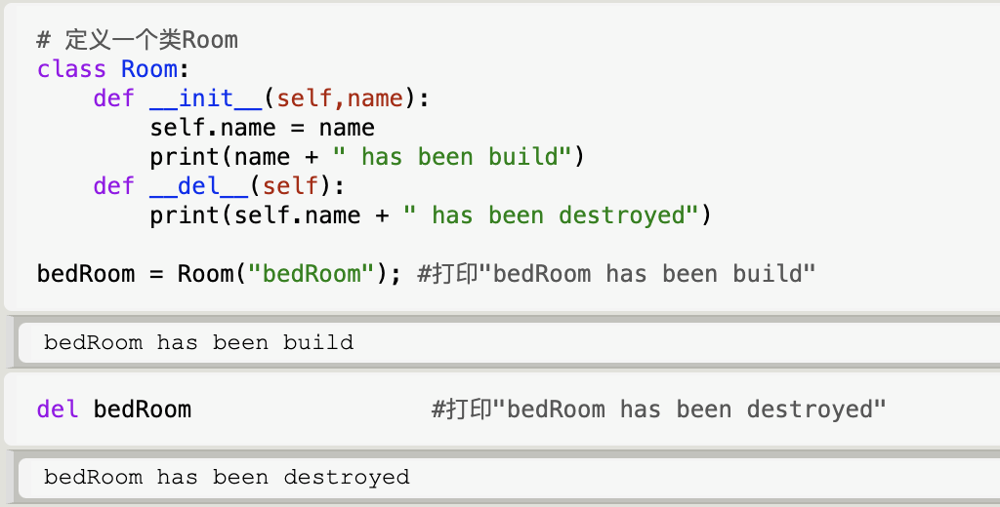 # 定义一个类Room
class Room:
    def __init__(self,name):
        self.name = name
        print(name + " has been build")
    def __del__(self):
        print(self.name + " has been destroyed")
bedRoom = Room("bedRoom"); #打印"bedRoom has been build"
bedRoom has been build
del bedRoom                 #打印"bedRoom has been destroyed"
bedRoom has been destroyed